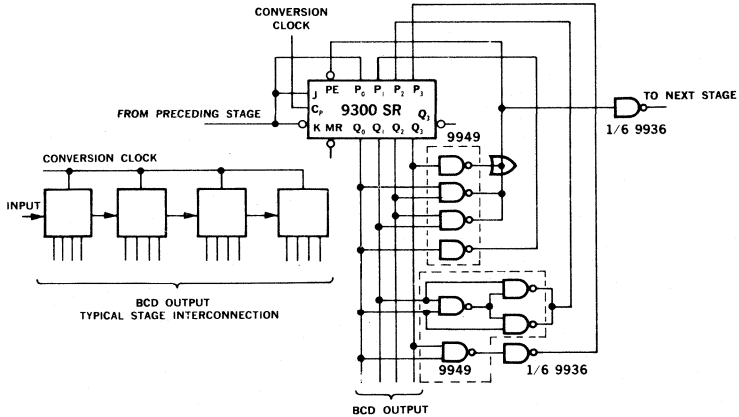 CONVERSION
CLOCK
PE P0 P1 P2 P3
J
CP 9300 SR Q3
K MR Q0 Q1 Q2 Q3
FROM PRECEDING STAGE
TO NEXT STAGE
1/6 9936
9949
CONVERSION CLOCK
INPUT
BCD OUTPUT
TYPICAL STAGE INTERCONNECTION
9949
1/6 9936
BCD OUTPUT